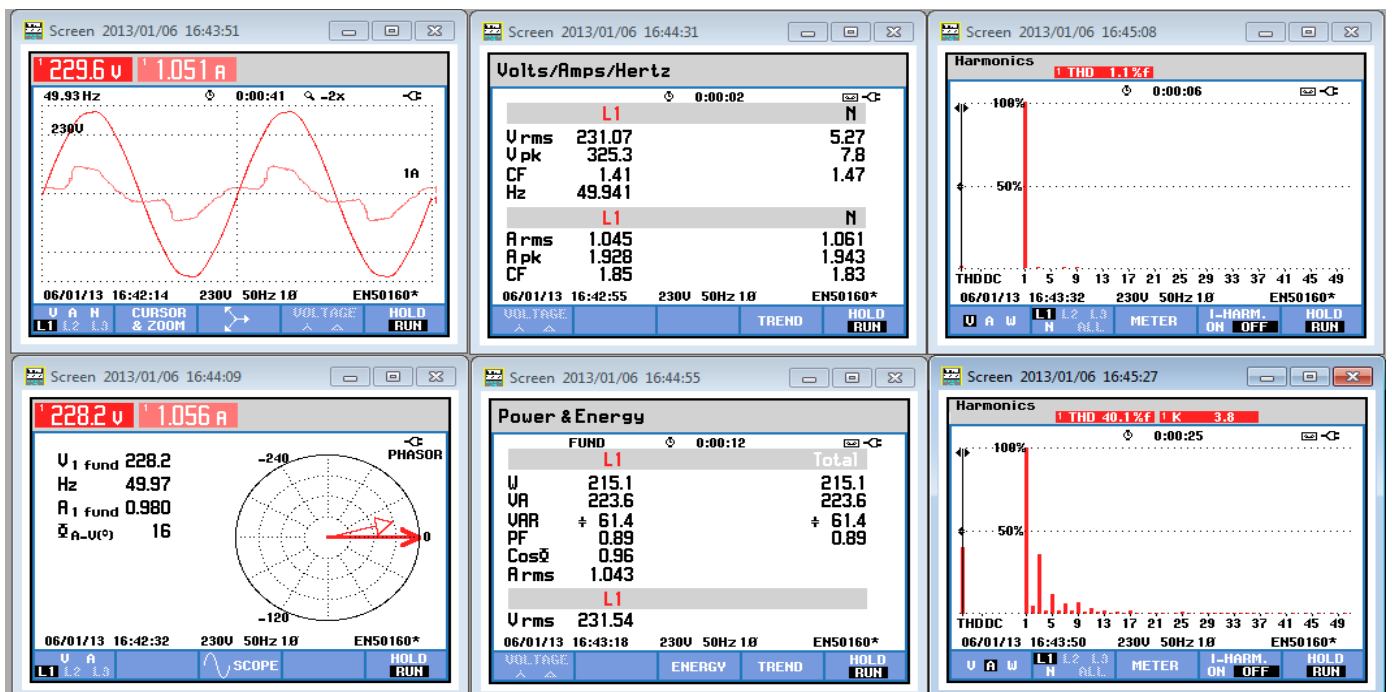 Screen 2013/01/06 16:43:51
1 229.6 V 1 1.051 A
49.93 Hz 0:00:41 -2x
230V
1A
06/01/13 16:42:14 230V 50Hz 1Ø EN50160*
V A N CURSOR VOLTAGE HOLD
L1 L2 L3 & ZOOM RUN
Screen 2013/01/06 16:44:31
Volts/Amps/Hertz
0:00:02
L1 N
V rms 231.07 5.27
V pk 325.3 7.8
CF 1.41 1.47
Hz 49.941
L1 N
A rms 1.045 1.061
A pk 1.928 1.943
CF 1.85 1.83
06/01/13 16:42:55 230V 50Hz 1Ø EN50160*
VOLTAGE TREND HOLD
RUN
Screen 2013/01/06 16:45:08
Harmonics
1 THD 1.1%f
0:00:06
100%
50%
THDDC 1 5 9 13 17 21 25 29 33 37 41 45 49
06/01/13 16:43:32 230V 50Hz 1Ø EN50160*
V A W L1 L2 L3 METER I-HARM. HOLD
N ALL ON OFF RUN
Screen 2013/01/06 16:44:09
1 228.2 V 1 1.056 A
PHASOR
V1 fund 228.2
Hz 49.97
A1 fund 0.980
Φ A-V(°) 16
-240
0
-120
06/01/13 16:42:32 230V 50Hz 1Ø EN50160*
V A SCOPE HOLD
L1 L2 L3 RUN
Screen 2013/01/06 16:44:55
Power & Energy
FUND 0:00:12
L1 Total
W 215.1 215.1
VA 223.6 223.6
VAR 61.4 61.4
PF 0.89 0.89
CosΦ 0.96
A rms 1.043
L1
V rms 231.54
06/01/13 16:43:18 230V 50Hz 1Ø EN50160*
VOLTAGE ENERGY TREND HOLD
RUN
Screen 2013/01/06 16:45:27
Harmonics
1 THD 40.1%f 1 K 3.8
0:00:25
100%
50%
THDDC 1 5 9 13 17 21 25 29 33 37 41 45 49
06/01/13 16:43:50 230V 50Hz 1Ø EN50160*
V A W L1 L2 L3 METER I-HARM. HOLD
N ALL ON OFF RUN